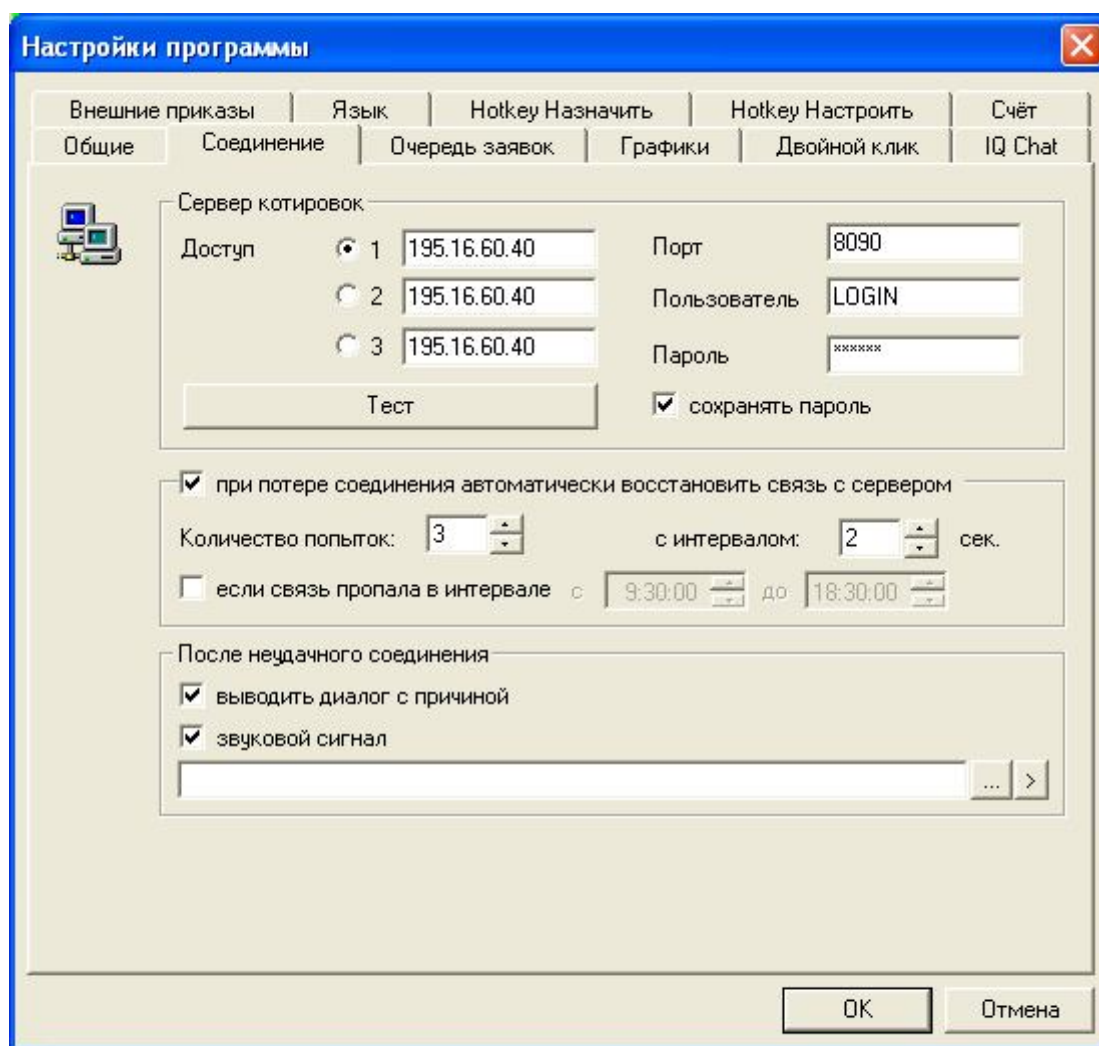 Настройки программы
Внешние приказы Язык Hotkey Назначить Hotkey Настроить Счёт
Общие Соединение Очередь заявок Графики Двойной клик IQ Chat
Сервер котировок
Доступ 1 195.16.60.40 Порт 8090
2 195.16.60.40 Пользователь LOGIN
3 195.16.60.40 Пароль ××××××
Тест сохранять пароль
при потере соединения автоматически восстановить связь с сервером
Количество попыток: 3 с интервалом: 2 сек.
если связь пропала в интервале с 9:30:00 до 18:30:00
После неудачного соединения
выводить диалог с причиной
звуковой сигнал
... >
OK Отмена